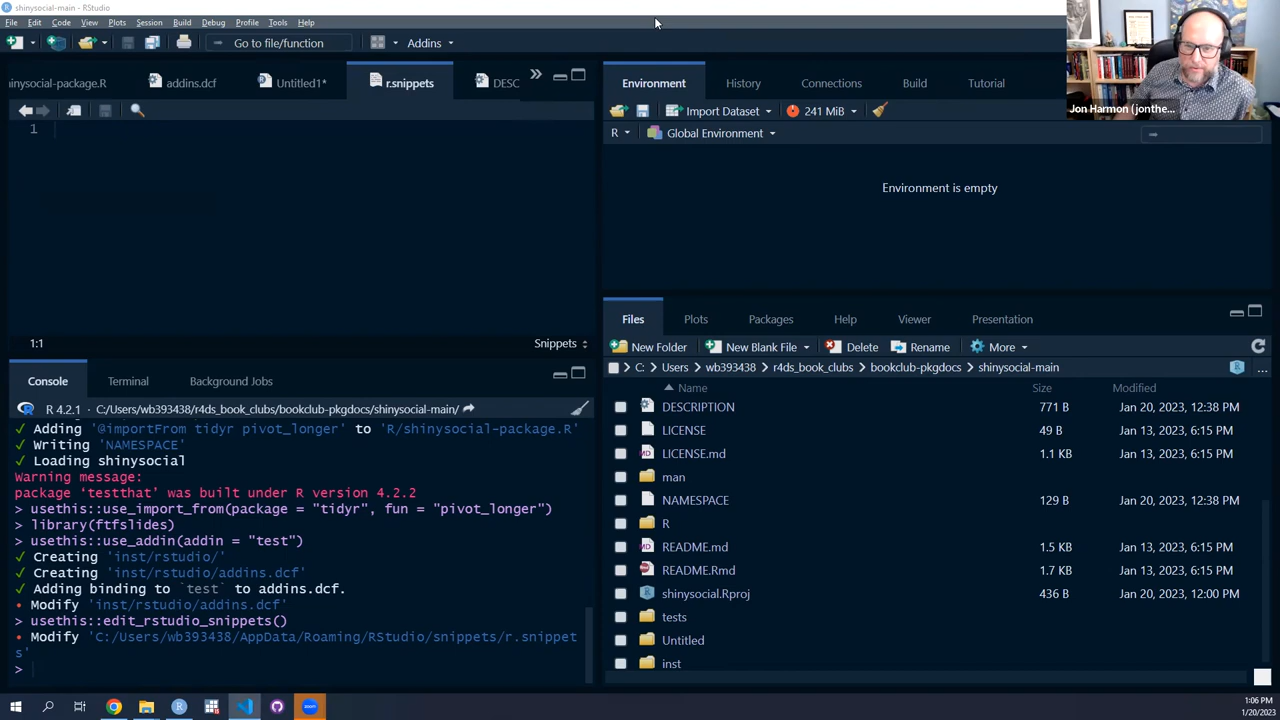 shinysocial-main - RStudio
File Edit Code View Plots Session Build Debug Profile Tools Help
Go to file/function Addins
inysocial-package.R addins.dcf Untitled1* r.snippets DESC
1
1:1 Snippets
Console Terminal Background Jobs
R 4.2.1 · C:/Users/wb393438/r4ds_book_clubs/bookclub-pkgdocs/shinysocial-main/
✓ Adding '@importFrom tidyr pivot_longer' to 'R/shinysocial-package.R'
✓ Writing 'NAMESPACE'
✓ Loading shinysocial
Warning message:
package ‘testthat’ was built under R version 4.2.2
> usethis::use_import_from(package = "tidyr", fun = "pivot_longer")
> library(ftfslides)
> usethis::use_addin(addin = "test")
✓ Creating 'inst/rstudio/'
✓ Creating 'inst/rstudio/addins.dcf'
✓ Adding binding to `test` to addins.dcf.
• Modify 'inst/rstudio/addins.dcf'
> usethis::edit_rstudio_snippets()
• Modify 'C:/Users/wb393438/AppData/Roaming/RStudio/snippets/r.snippet
s'
>
Environment History Connections Build Tutorial
Import Dataset 241 MiB
R Global Environment
Environment is empty
Jon Harmon (jonthe...
Files Plots Packages Help Viewer Presentation
New Folder New Blank File Delete Rename More
C: Users wb393438 r4ds_book_clubs bookclub-pkgdocs shinysocial-main ...
Name Size Modified
DESCRIPTION 771 B Jan 20, 2023, 12:38 PM
LICENSE 49 B Jan 13, 2023, 6:15 PM
LICENSE.md 1.1 KB Jan 13, 2023, 6:15 PM
man
NAMESPACE 129 B Jan 20, 2023, 12:38 PM
R
README.md 1.5 KB Jan 13, 2023, 6:15 PM
README.Rmd 1.7 KB Jan 13, 2023, 6:15 PM
shinysocial.Rproj 436 B Jan 20, 2023, 12:00 PM
tests
Untitled
inst
zoom
1:06 PM
1/20/2023